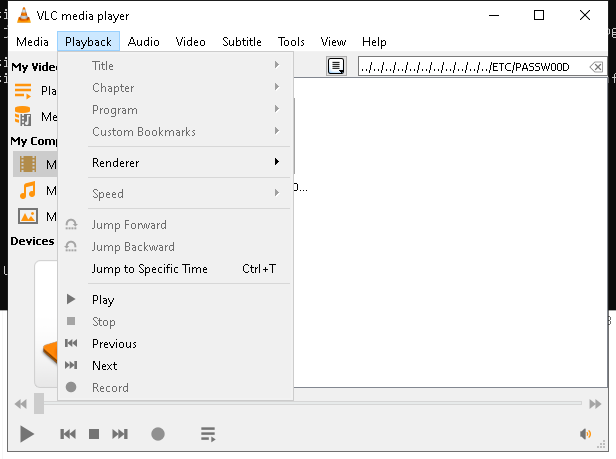 VLC media player
Media Playback Audio Video Subtitle Tools View Help
My Vide
../../../../../../../../../../../ETC/PASSW00D
Title
Pla
Chapter
Me
Program
Custom Bookmarks
My Comp
Renderer
M
0...
M
Speed
M
Jump Forward
Devices
Jump Backward
Jump to Specific Time Ctrl+T
Play
Stop
Previous
Next
Record